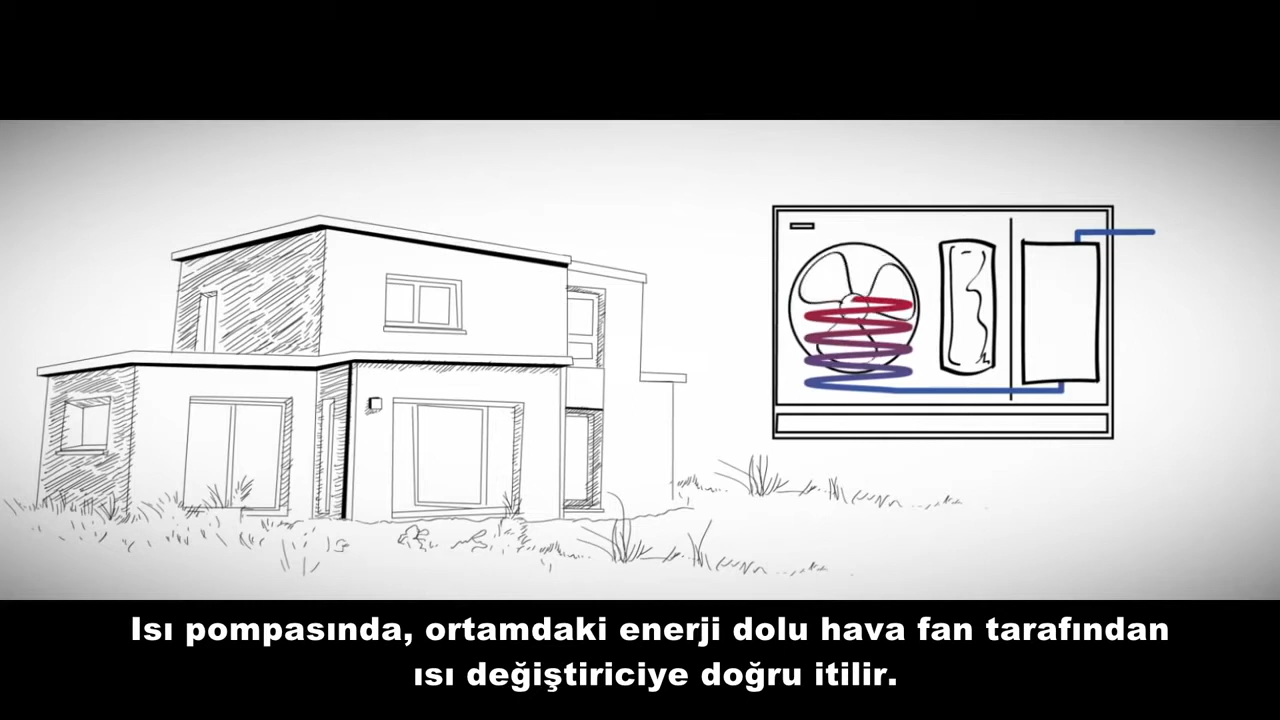 Isı pompasında, ortamdaki enerji dolu hava fan tarafından
ısı değiştiriciye doğru itilir.